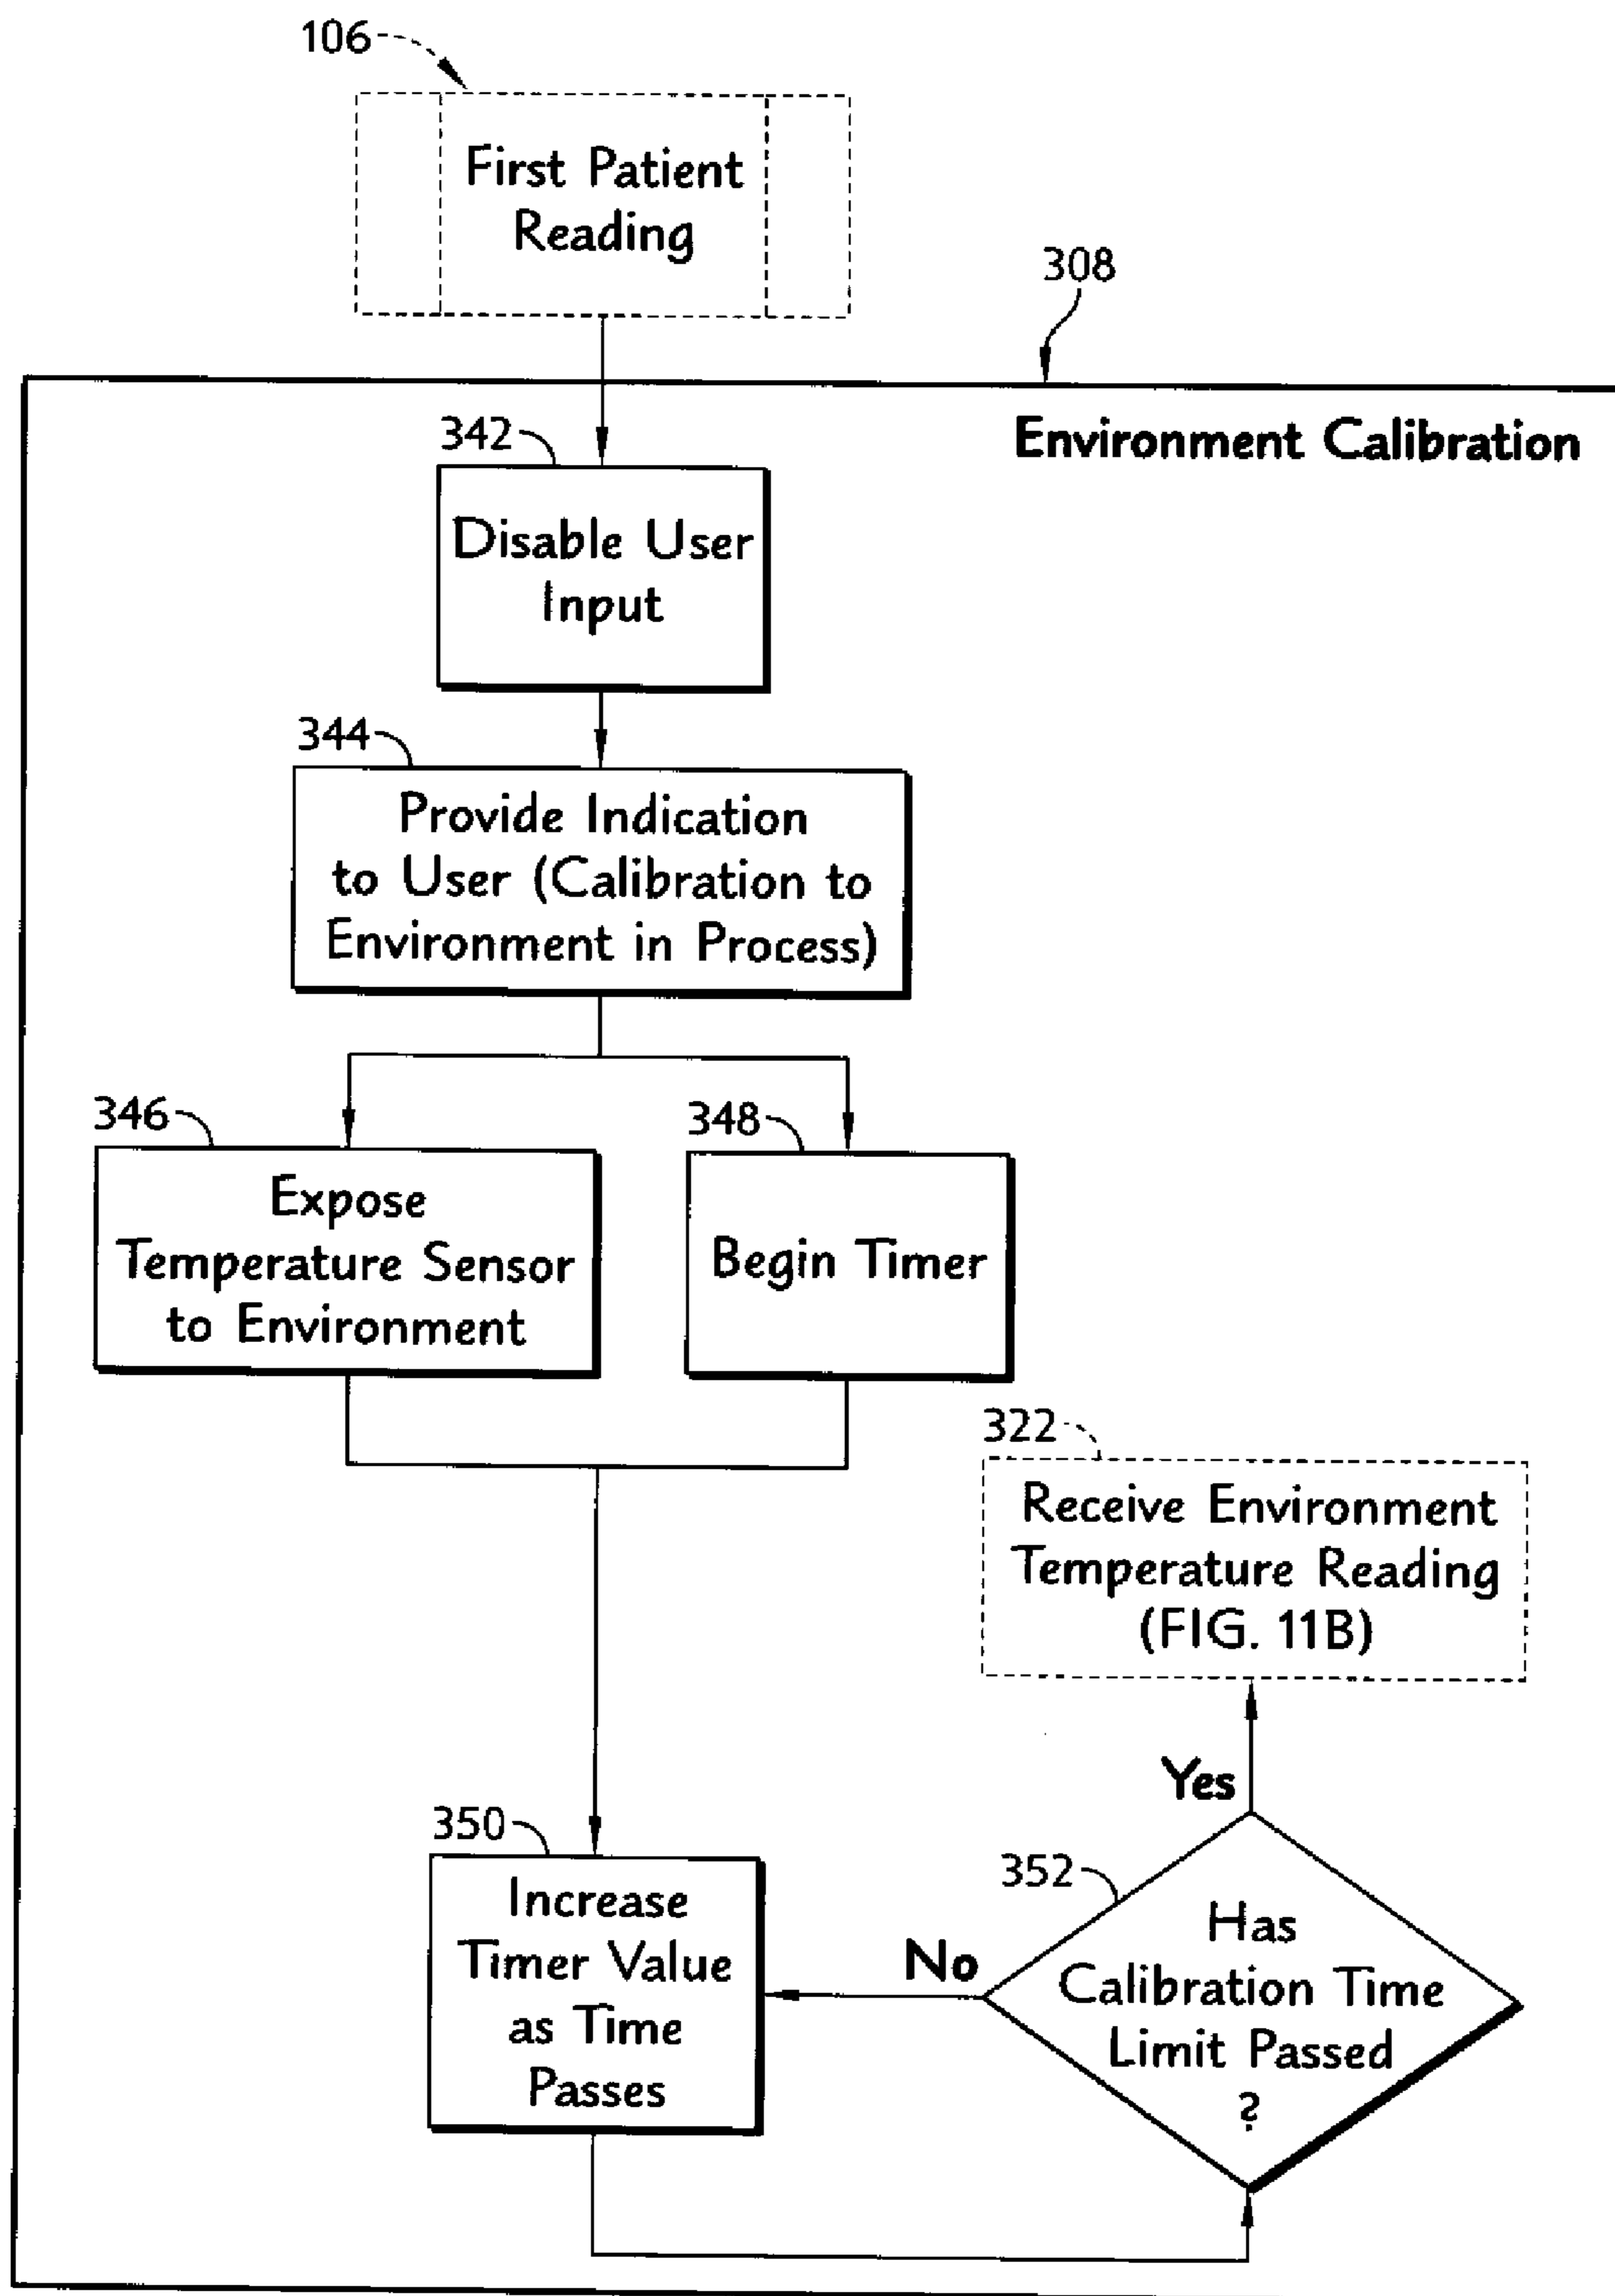 106
First Patient
Reading
308
Environment Calibration
342
Disable User
Input
344
Provide Indication
to User (Calibration to
Environment in Process)
346
Expose
Temperature Sensor
to Environment
348
Begin Timer
322
Receive Environment
Temperature Reading
(FIG. 11B)
Yes
350
Increase
Timer Value
as Time
Passes
No
352
Has
Calibration Time
Limit Passed
?